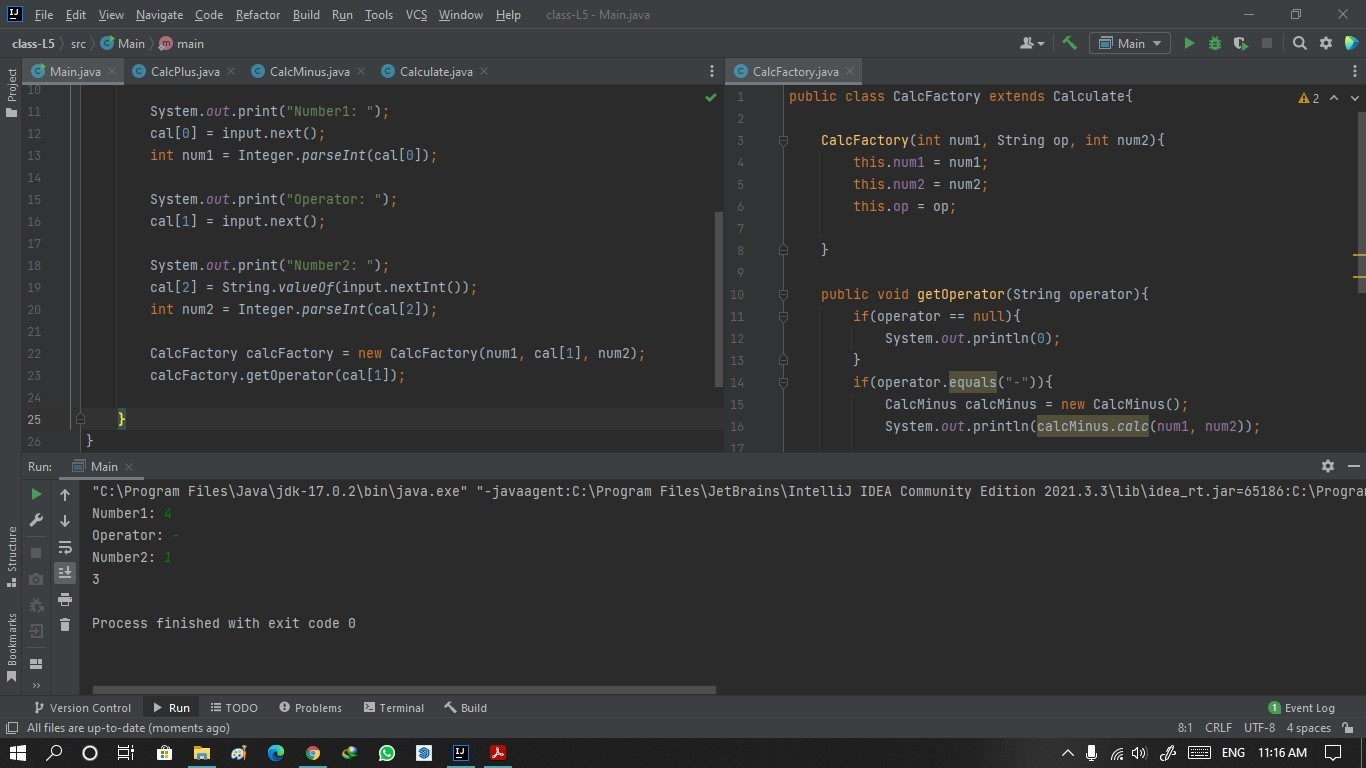 File Edit View Navigate Code Refactor Build Run Tools VCS Window Help class-L5 - Main.java
class-L5 src Main main Main
Project
Main.java CalcPlus.java CalcMinus.java Calculate.java
10
11 System.out.print("Number1: ");
12 cal[0] = input.next();
13 int num1 = Integer.parseInt(cal[0]);
14
15 System.out.print("Operator: ");
16 cal[1] = input.next();
17
18 System.out.print("Number2: ");
19 cal[2] = String.valueOf(input.nextInt());
20 int num2 = Integer.parseInt(cal[2]);
21
22 CalcFactory calcFactory = new CalcFactory(num1, cal[1], num2);
23 calcFactory.getOperator(cal[1]);
24
25 }
26 }
CalcFactory.java
2
1 public class CalcFactory extends Calculate{
2
3 CalcFactory(int num1, String op, int num2){
4 this.num1 = num1;
5 this.num2 = num2;
6 this.op = op;
7
8 }
9
10 public void getOperator(String operator){
11 if(operator == null){
12 System.out.println(0);
13 }
14 if(operator.equals("-")){
15 CalcMinus calcMinus = new CalcMinus();
16 System.out.println(calcMinus.calc(num1, num2));
17
Run: Main
"C:\Program Files\Java\jdk-17.0.2\bin\java.exe" "-javaagent:C:\Program Files\JetBrains\IntelliJ IDEA Community Edition 2021.3.3\lib\idea_rt.jar=65186:C:\Program
Number1: 4
Operator: -
Number2: 1
3
Process finished with exit code 0
Structure
Bookmarks
Version Control Run TODO Problems Terminal Build 1 Event Log
All files are up-to-date (moments ago) 8:1 CRLF UTF-8 4 spaces
ENG 11:16 AM